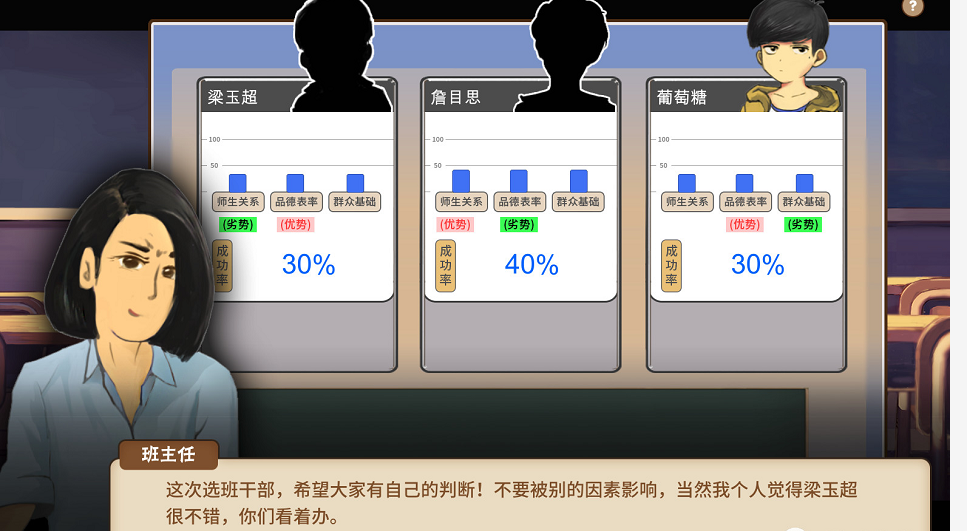 ?
梁玉超
詹目思
葡萄糖
100
50
师生关系 品德表率 群众基础
(劣势) (优势)
成功率
30%
100
50
师生关系 品德表率 群众基础
(优势) (劣势)
成功率
40%
100
50
师生关系 品德表率 群众基础
(优势) (劣势)
成功率
30%
班主任
这次选班干部，希望大家有自己的判断！不要被别的因素影响，当然我个人觉得梁玉超
很不错，你们看着办。